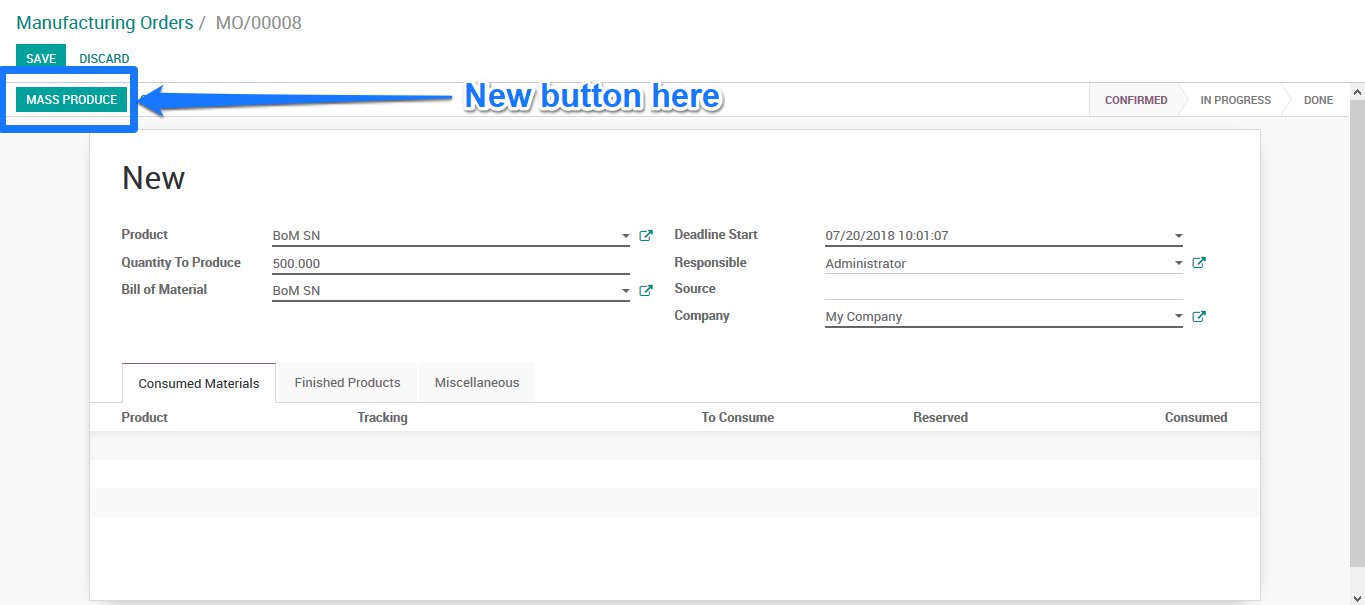 Manufacturing Orders / MO/00008
SAVE DISCARD
MASS PRODUCE New button here CONFIRMED IN PROGRESS DONE
New
Product BoM SN Deadline Start 07/20/2018 10:01:07
Quantity To Produce 500.000 Responsible Administrator
Bill of Material BoM SN Source
Company My Company
Consumed Materials Finished Products Miscellaneous
Product Tracking To Consume Reserved Consumed